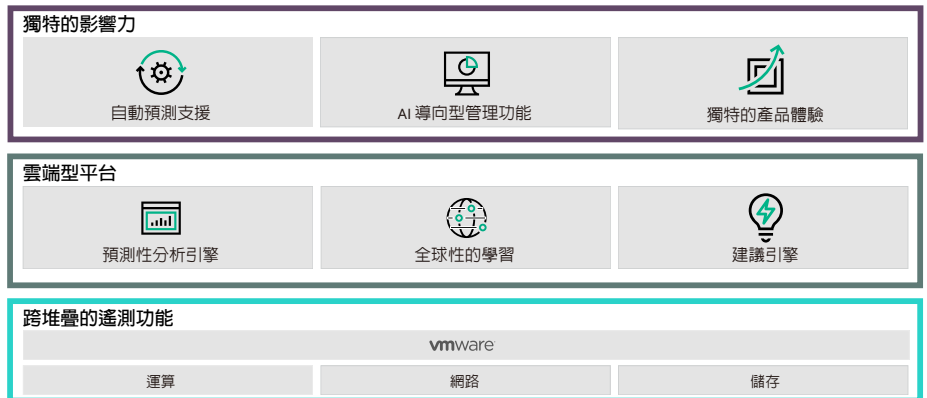 獨特的影響力
自動預測支援
AI 導向型管理功能
獨特的產品體驗
雲端型平台
預測性分析引擎
全球性的學習
建議引擎
跨堆疊的遙測功能
vmware
運算
網路
儲存